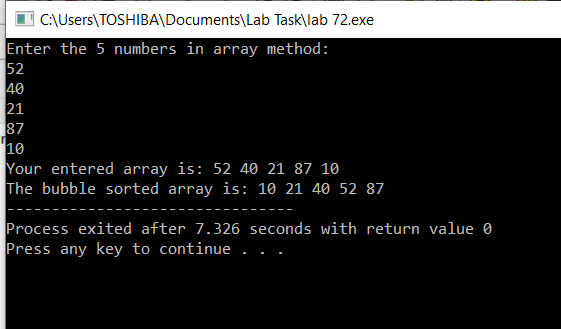 C:\Users\TOSHIBA\Documents\Lab Task\lab 72.exe
Enter the 5 numbers in array method:
52
40
21
87
10
Your entered array is: 52 40 21 87 10
The bubble sorted array is: 10 21 40 52 87
--------------------------------
Process exited after 7.326 seconds with return value 0
Press any key to continue . . .